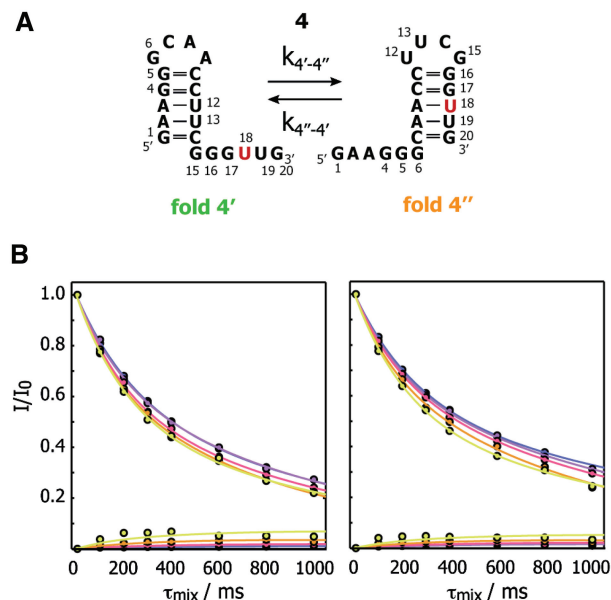 A
4
k4'-4''
k4''-4'
6 C A
G A
5 G=C
G=C
A–U 12
A–U 13
1 G=C
5'
18
GGGUUG3'
15 16 17 19 20
fold 4'
13 U C
12 U G 15
C=G 16
C=G 17
A–U 18
A–U 19
C=G 20
3'
5' GAAGGG
1 4 5 6
fold 4''
B
I/I0
1.0
0.8
0.6
0.4
0.2
0 200 400 600 800 1000
τmix / ms
0 200 400 600 800 1000
τmix / ms